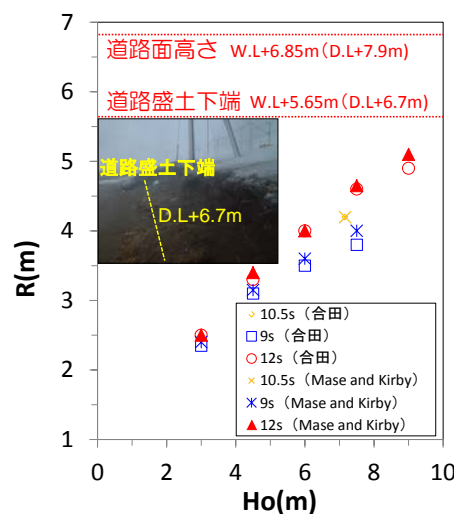 8
7
6
5
4
3
2
1
R(m)
道路面高さ W.L+6.85m(D.L+7.9m)
道路盛土下端 W.L+5.65m(D.L+6.7m)
道路盛土下端
D.L+6.7m
10.5s（合田）
9s（合田）
12s（合田）
10.5s（Mase and Kirby）
9s（Mase and Kirby）
12s（Mase and Kirby）
0 2 4 6 8 10
Ho(m)